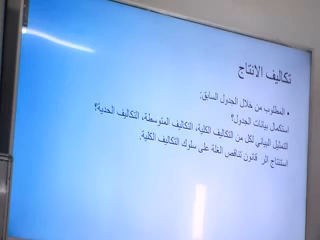 تكاليف الانتاج
• المطلوب من خلال الجدول السابق:
استكمال بيانات الجدول؟
التمثيل البياني لكل من التكاليف الكلية، التكاليف المتوسطة، التكاليف الحدية؟
استنتاج اثر قانون تناقص الغلة على سلوك التكاليف الكلية.